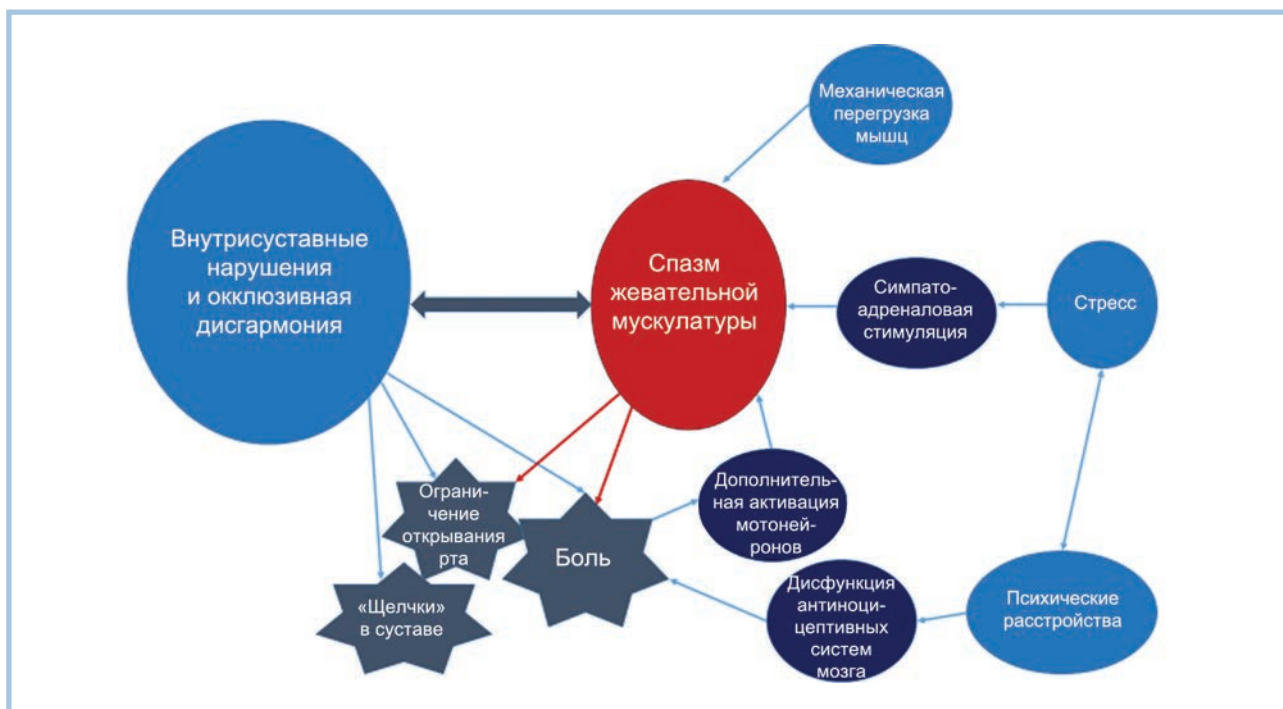 Механическая
перегрузка
мышц
Внутрисуставные
нарушения
и окклюзивная
дисгармония
Спазм
жевательной
мускулатуры
Симпато-
адреналовая
стимуляция
Стресс
Ограни-
чение
открывания
рта
Боль
Дополнитель-
ная активация
мотоней-
ронов
«Щелчки»
в суставе
Дисфункция
антиноци-
цептивных
систем
мозга
Психические
расстройства